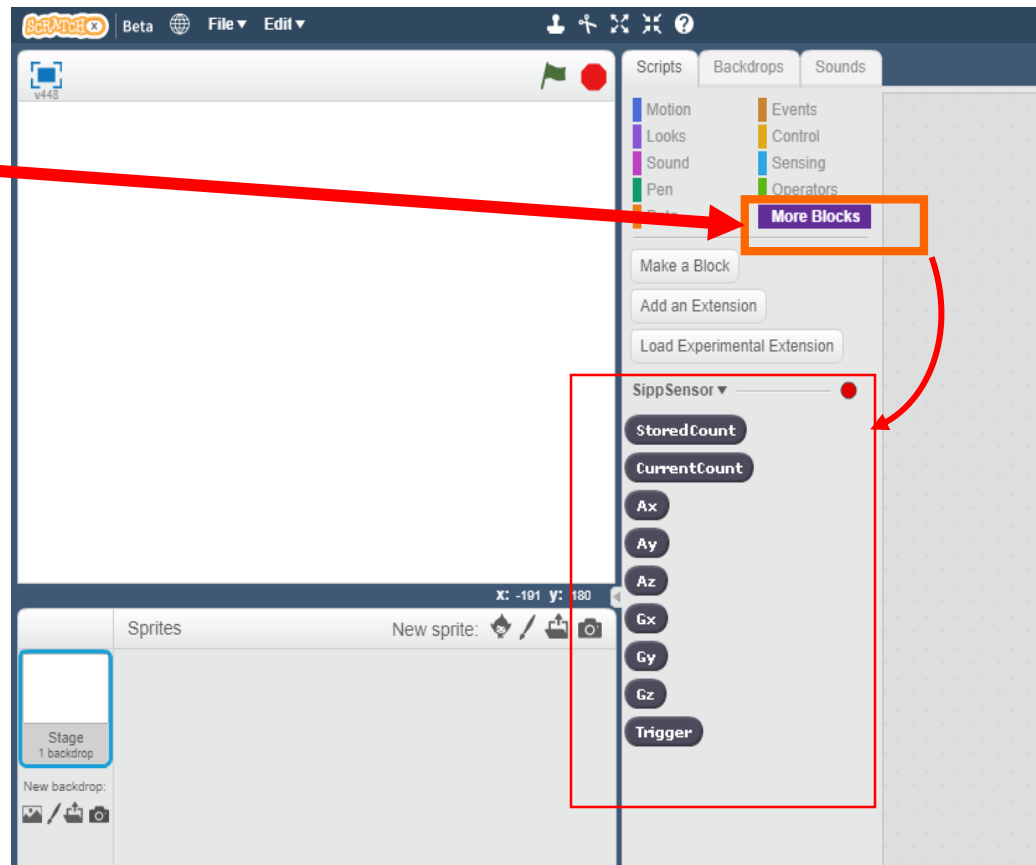 SCRATCH x Beta File Edit
v448
Scripts Backdrops Sounds
Motion Events
Looks Control
Sound Sensing
Pen Operators
More Blocks
Make a Block
Add an Extension
Load Experimental Extension
SippSensor
StoredCount
CurrentCount
Ax
Ay
Az
Gx
Gy
Gz
Trigger
x: -191 y: 180
Sprites New sprite:
Stage
1 backdrop
New backdrop: